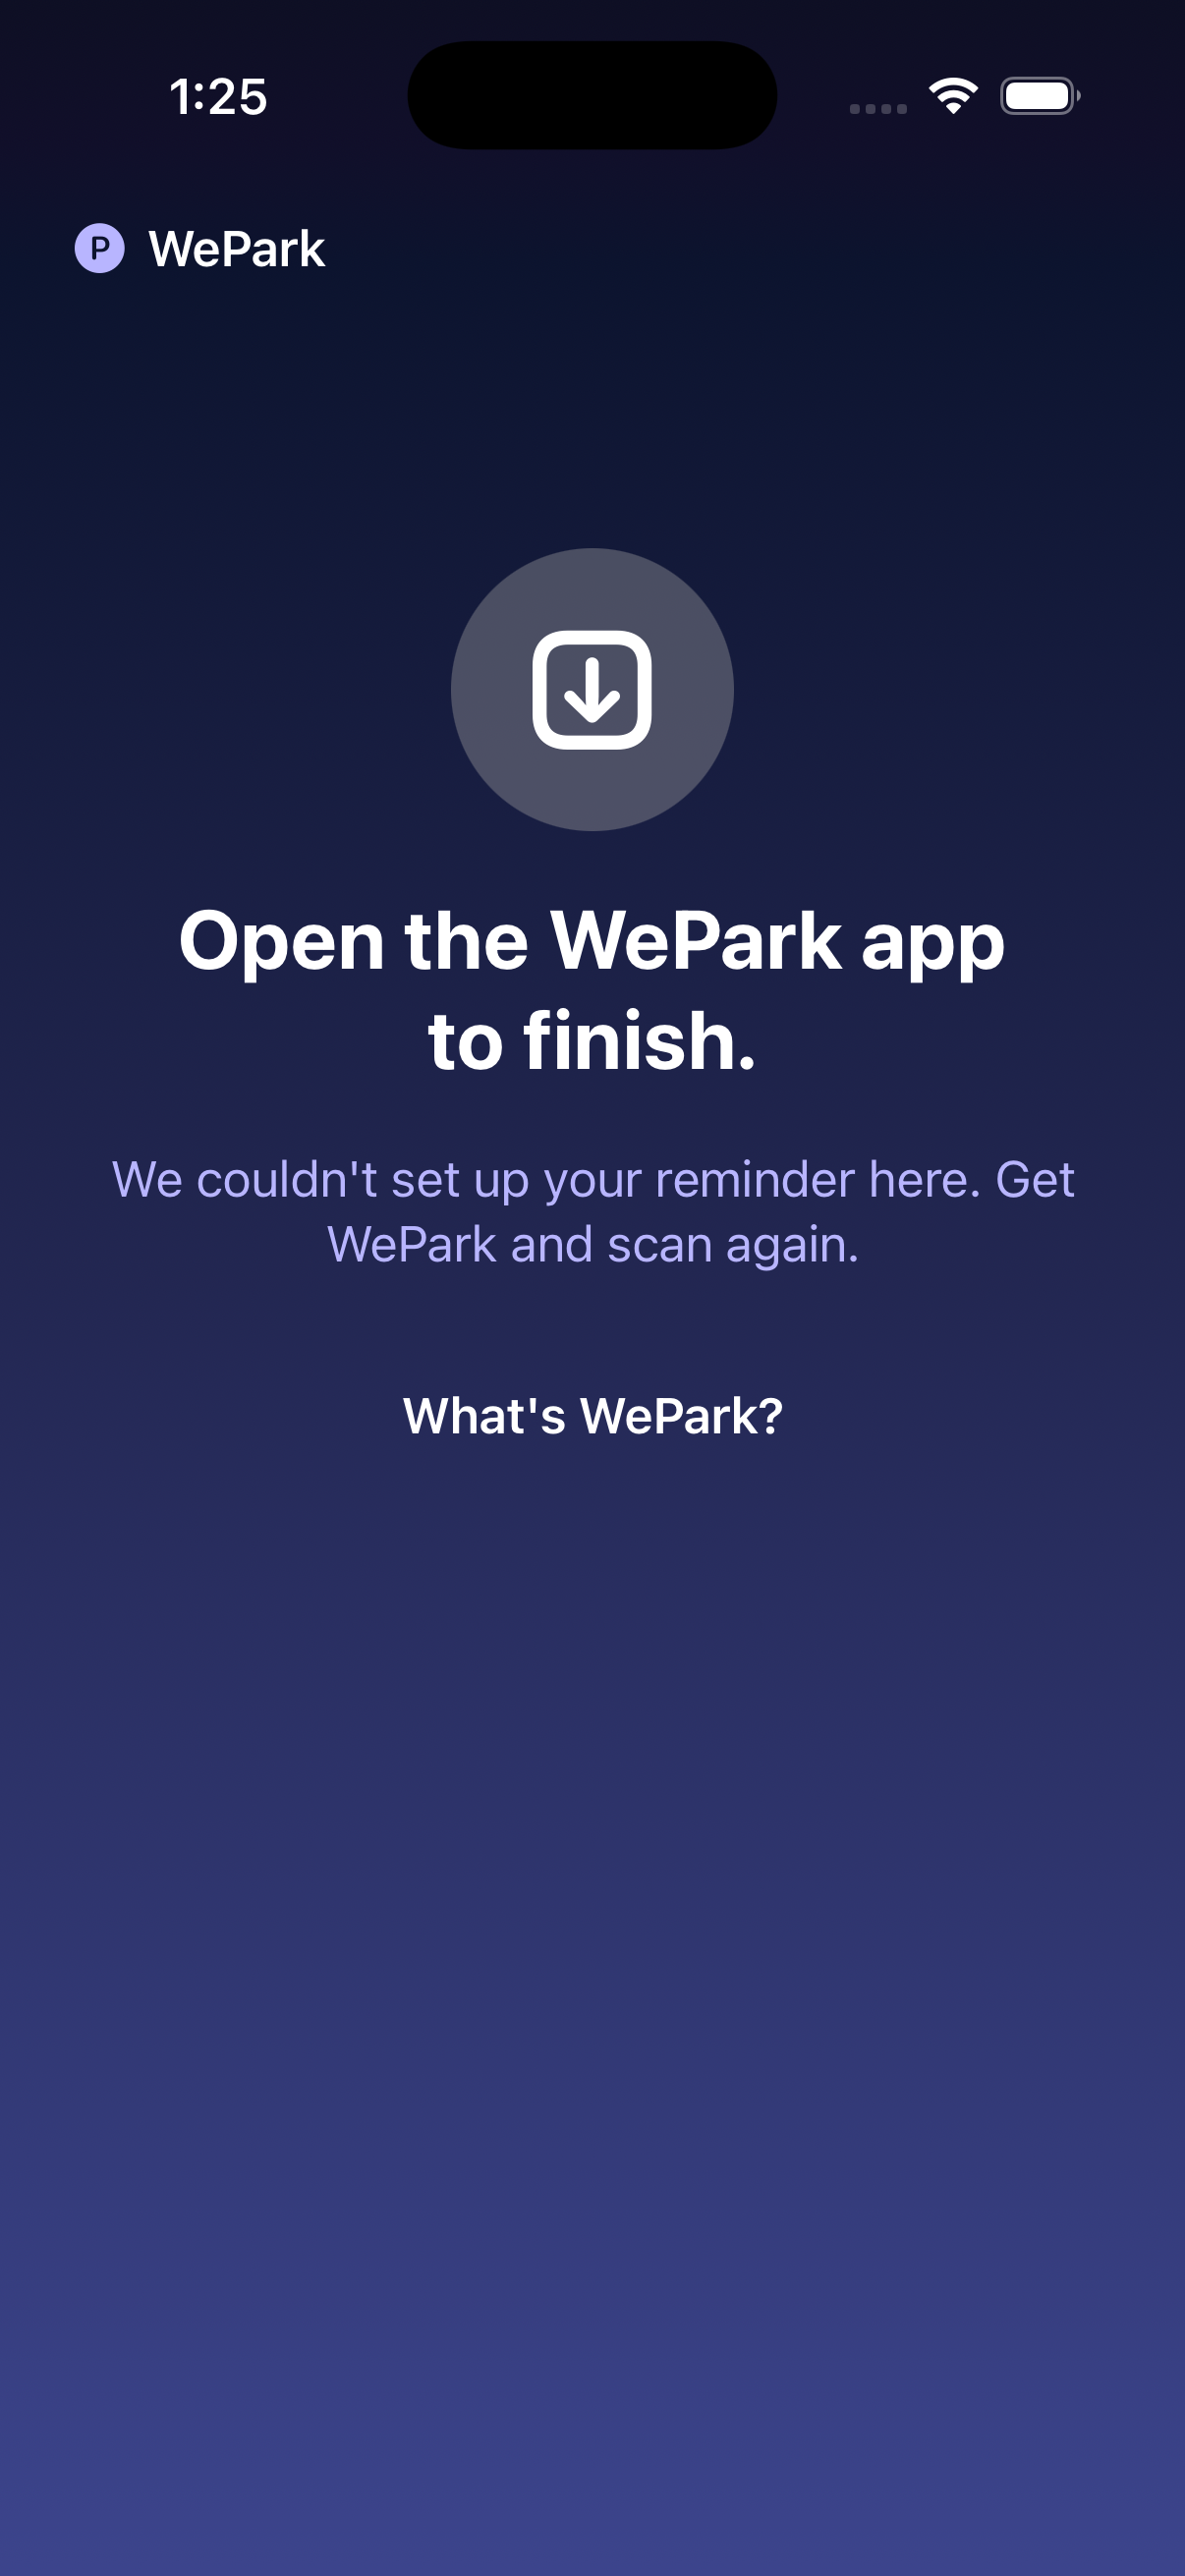 1:25
P WePark
Open the WePark app
to finish.
We couldn't set up your reminder here. Get
WePark and scan again.
What's WePark?